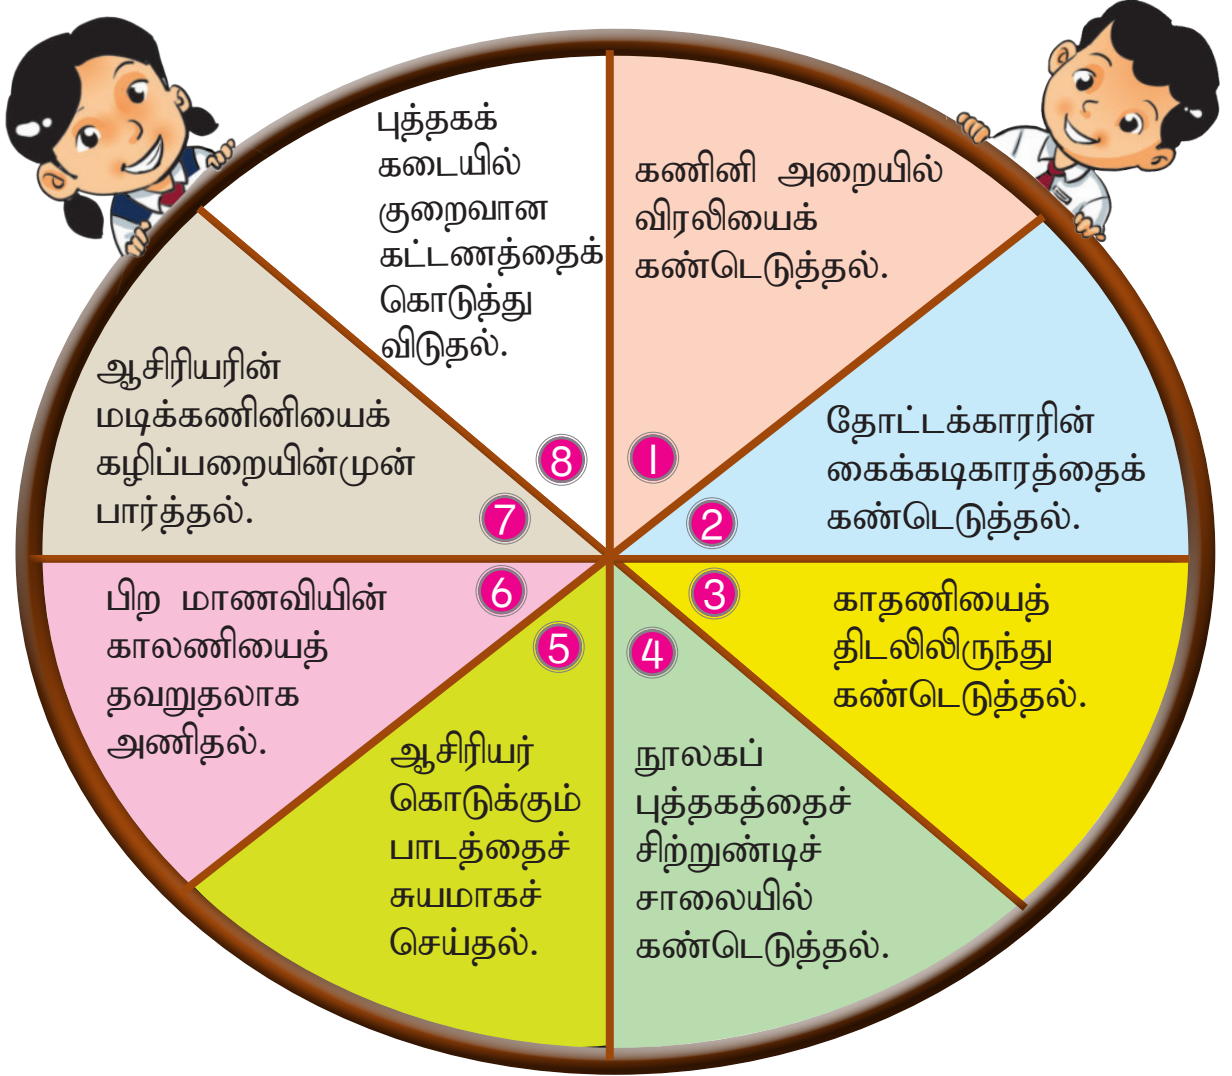 கணினி அறையில்
விரலியைக்
கண்டெடுத்தல்.
1
தோட்டக்காரரின்
கைக்கடிகாரத்தைக்
கண்டெடுத்தல்.
2
3
காதணியைத்
திடலிலிருந்து
கண்டெடுத்தல்.
4
நூலகப்
புத்தகத்தைச்
சிற்றுண்டிச்
சாலையில்
கண்டெடுத்தல்.
5
ஆசிரியர்
கொடுக்கும்
பாடத்தைச்
சுயமாகச்
செய்தல்.
6
பிற மாணவியின்
காலணியைத்
தவறுதலாக
அணிதல்.
ஆசிரியரின்
மடிக்கணினியைக்
கழிப்பறையின்முன்
பார்த்தல்.
7
புத்தகக்
கடையில்
குறைவான
கட்டணத்தைக்
கொடுத்து
விடுதல்.
8